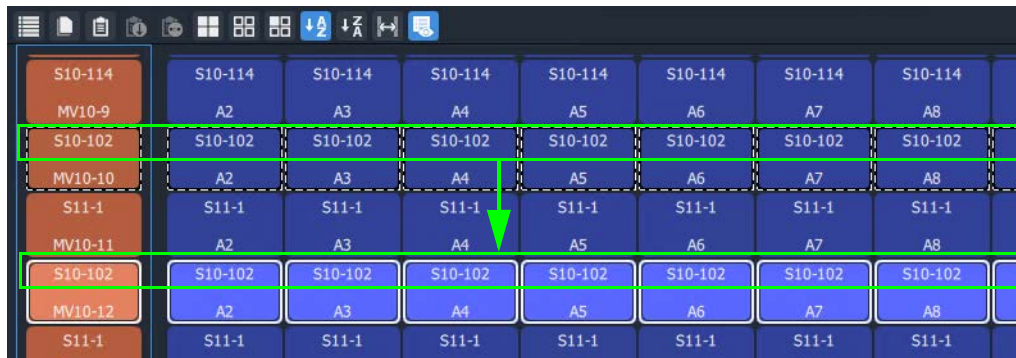 A Z
Z A
S10-114 S10-114 S10-114 S10-114 S10-114 S10-114 S10-114 S10-114
MV10-9 A2 A3 A4 A5 A6 A7 A8
S10-102 S10-102 S10-102 S10-102 S10-102 S10-102 S10-102 S10-102
MV10-10 A2 A3 A4 A5 A6 A7 A8
S11-1 S11-1 S11-1 S11-1 S11-1 S11-1 S11-1 S11-1
MV10-11 A2 A3 A4 A5 A6 A7 A8
S10-102 S10-102 S10-102 S10-102 S10-102 S10-102 S10-102 S10-102
MV10-12 A2 A3 A4 A5 A6 A7 A8
S11-1 S11-1 S11-1 S11-1 S11-1 S11-1 S11-1 S11-1